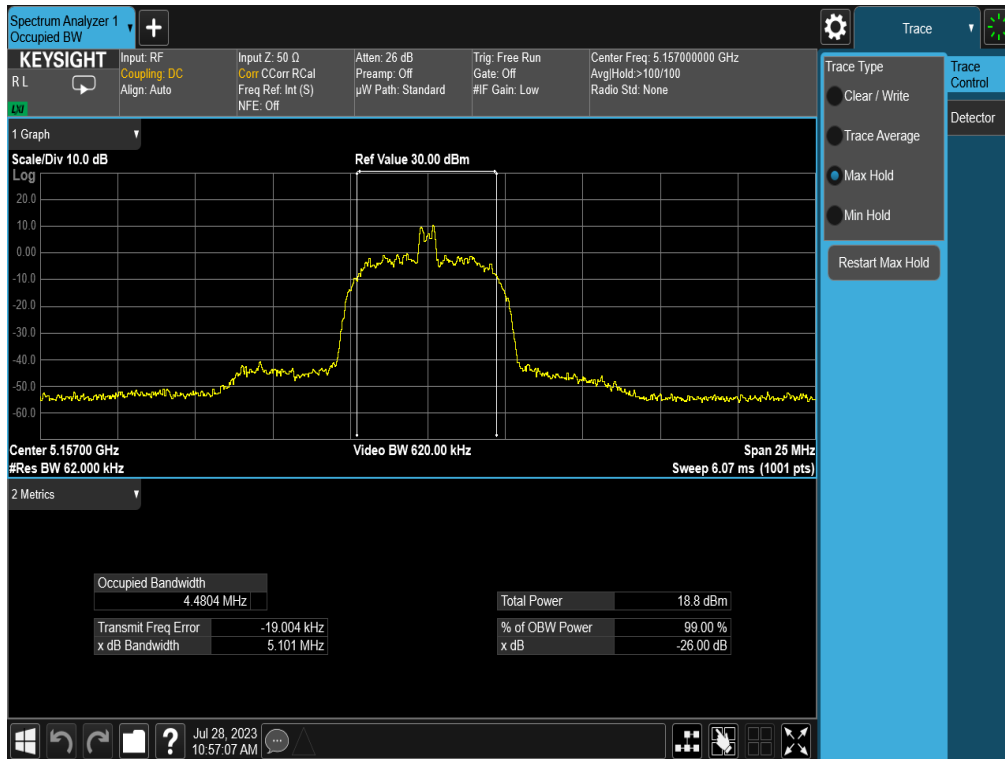 Spectrum Analyzer 1
Occupied BW
+
Trace
KEYSIGHT
R L
LXI
Input: RF
Coupling: DC
Align: Auto
Input Z: 50 Ω
Corr CCorr RCal
Freq Ref: Int (S)
NFE: Off
Atten: 26 dB
Preamp: Off
µW Path: Standard
Trig: Free Run
Gate: Off
#IF Gain: Low
Center Freq: 5.157000000 GHz
Avg|Hold:>100/100
Radio Std: None
Trace Type
Clear / Write
Trace Average
Max Hold
Min Hold
Restart Max Hold
Trace
Control
Detector
1 Graph
Scale/Div 10.0 dB
Ref Value 30.00 dBm
Log
20.0
10.0
0.00
-10.0
-20.0
-30.0
-40.0
-50.0
-60.0
Center 5.15700 GHz
Video BW 620.00 kHz
Span 25 MHz
#Res BW 62.000 kHz
Sweep 6.07 ms (1001 pts)
2 Metrics
Occupied Bandwidth
4.4804 MHz
Total Power 18.8 dBm
Transmit Freq Error -19.004 kHz
% of OBW Power 99.00 %
x dB Bandwidth 5.101 MHz
x dB -26.00 dB
?
Jul 28, 2023
10:57:07 AM